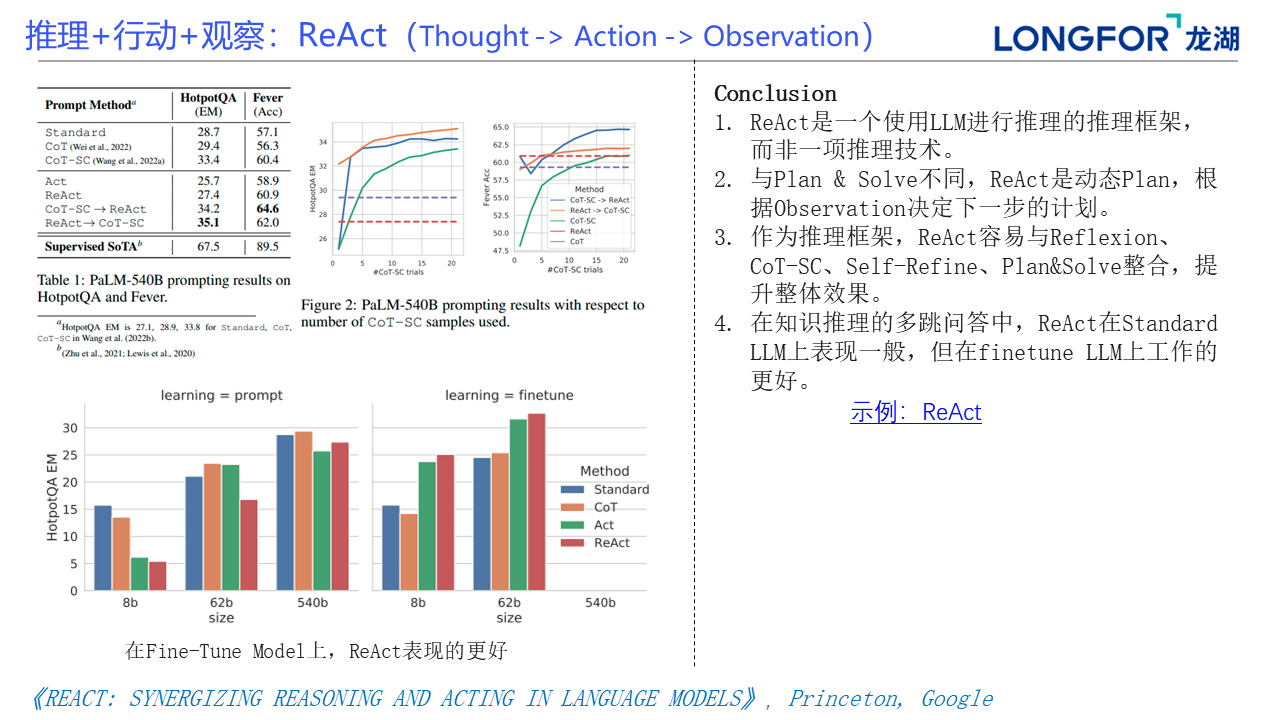 推理+行动+观察：ReAct（Thought -> Action -> Observation）
LONGFOR 龙湖
Prompt Methodᵃ HotpotQA Fever
(EM) (Acc)
Standard 28.7 57.1
CoT (Wei et al., 2022) 29.4 56.3
CoT-SC (Wang et al., 2022a) 33.4 60.4
Act 25.7 58.9
ReAct 27.4 60.9
CoT-SC → ReAct 34.2 64.6
ReAct → CoT-SC 35.1 62.0
Supervised SoTAᵇ 67.5 89.5
Table 1: PaLM-540B prompting results on
HotpotQA and Fever.
ᵃHotpotQA EM is 27.1, 28.9, 33.8 for Standard, CoT,
CoT-SC in Wang et al. (2022b).
ᵇ(Zhu et al., 2021; Lewis et al., 2020)
HotpotQA EM
34
32
30
28
26
0 5 10 15 20
#CoT-SC trials
Fever Acc
65.0
62.5
60.0
57.5
55.0
52.5
50.0
47.5
Method
CoT-SC -> ReAct
ReAct -> CoT-SC
CoT-SC
ReAct
CoT
0 5 10 15 20
#CoT-SC trials
Figure 2: PaLM-540B prompting results with respect to
number of CoT-SC samples used.
learning = prompt
learning = finetune
HotpotQA EM
30
25
20
15
10
5
0
8b 62b 540b
size
Method
Standard
CoT
Act
ReAct
8b 62b 540b
size
在Fine-Tune Model上，ReAct表现的更好
Conclusion
1. ReAct是一个使用LLM进行推理的推理框架，
而非一项推理技术。
2. 与Plan & Solve不同，ReAct是动态Plan，根
据Observation决定下一步的计划。
3. 作为推理框架，ReAct容易与Reflexion、
CoT-SC、Self-Refine、Plan&Solve整合，提
升整体效果。
4. 在知识推理的多跳问答中，ReAct在Standard
LLM上表现一般，但在finetune LLM上工作的
更好。
示例：ReAct
《REACT: SYNERGIZING REASONING AND ACTING IN LANGUAGE MODELS》, Princeton, Google